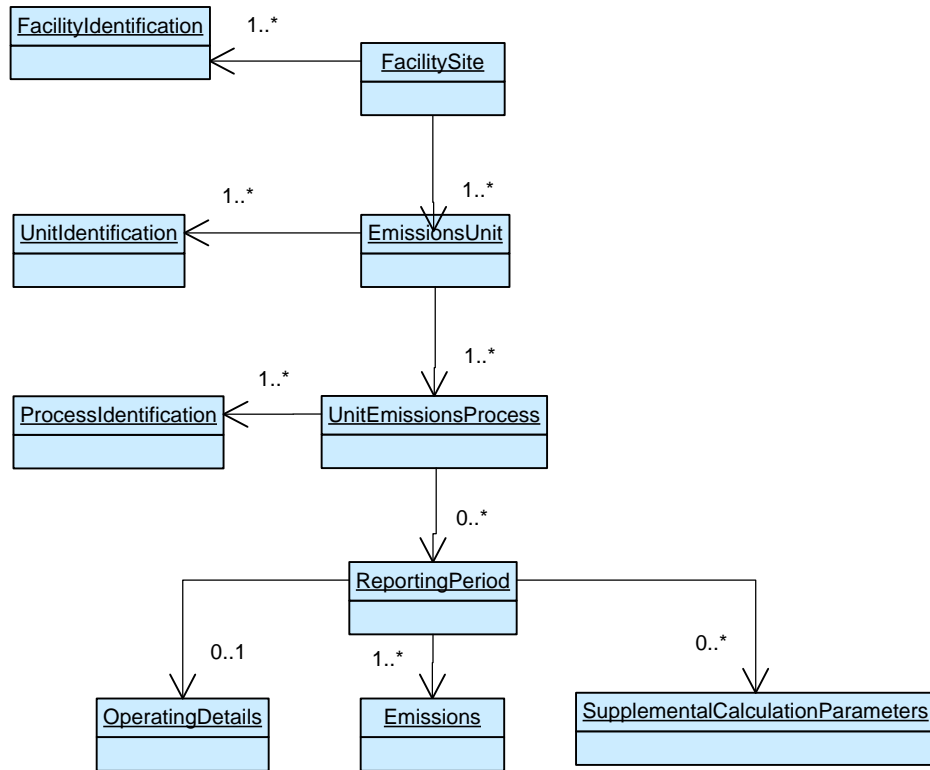 FacilityIdentification
1..*
FacilitySite
1..*
UnitIdentification
1..*
EmissionsUnit
1..*
ProcessIdentification
1..*
UnitEmissionsProcess
0..*
ReportingPeriod
0..1
1..*
0..*
OperatingDetails
Emissions
SupplementalCalculationParameters